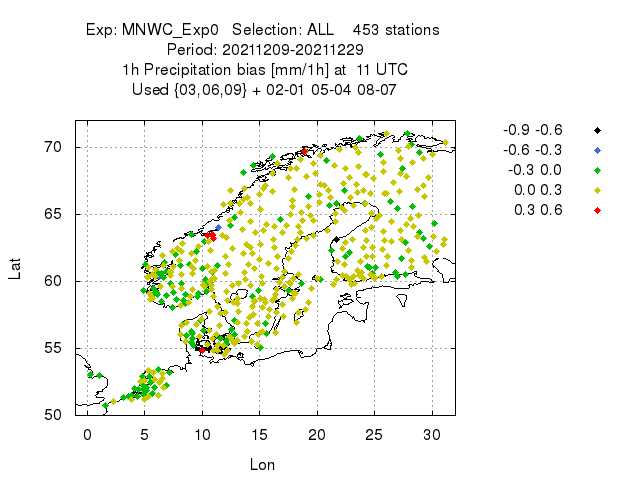 Exp: MNWC_Exp0 Selection: ALL 453 stations
Period: 20211209-20211229
1h Precipitation bias [mm/1h] at 11 UTC
Used {03,06,09} + 02-01 05-04 08-07
-0.9 -0.6
-0.6 -0.3
-0.3 0.0
0.0 0.3
0.3 0.6
70
65
60
55
50
Lat
0 5 10 15 20 25 30
Lon